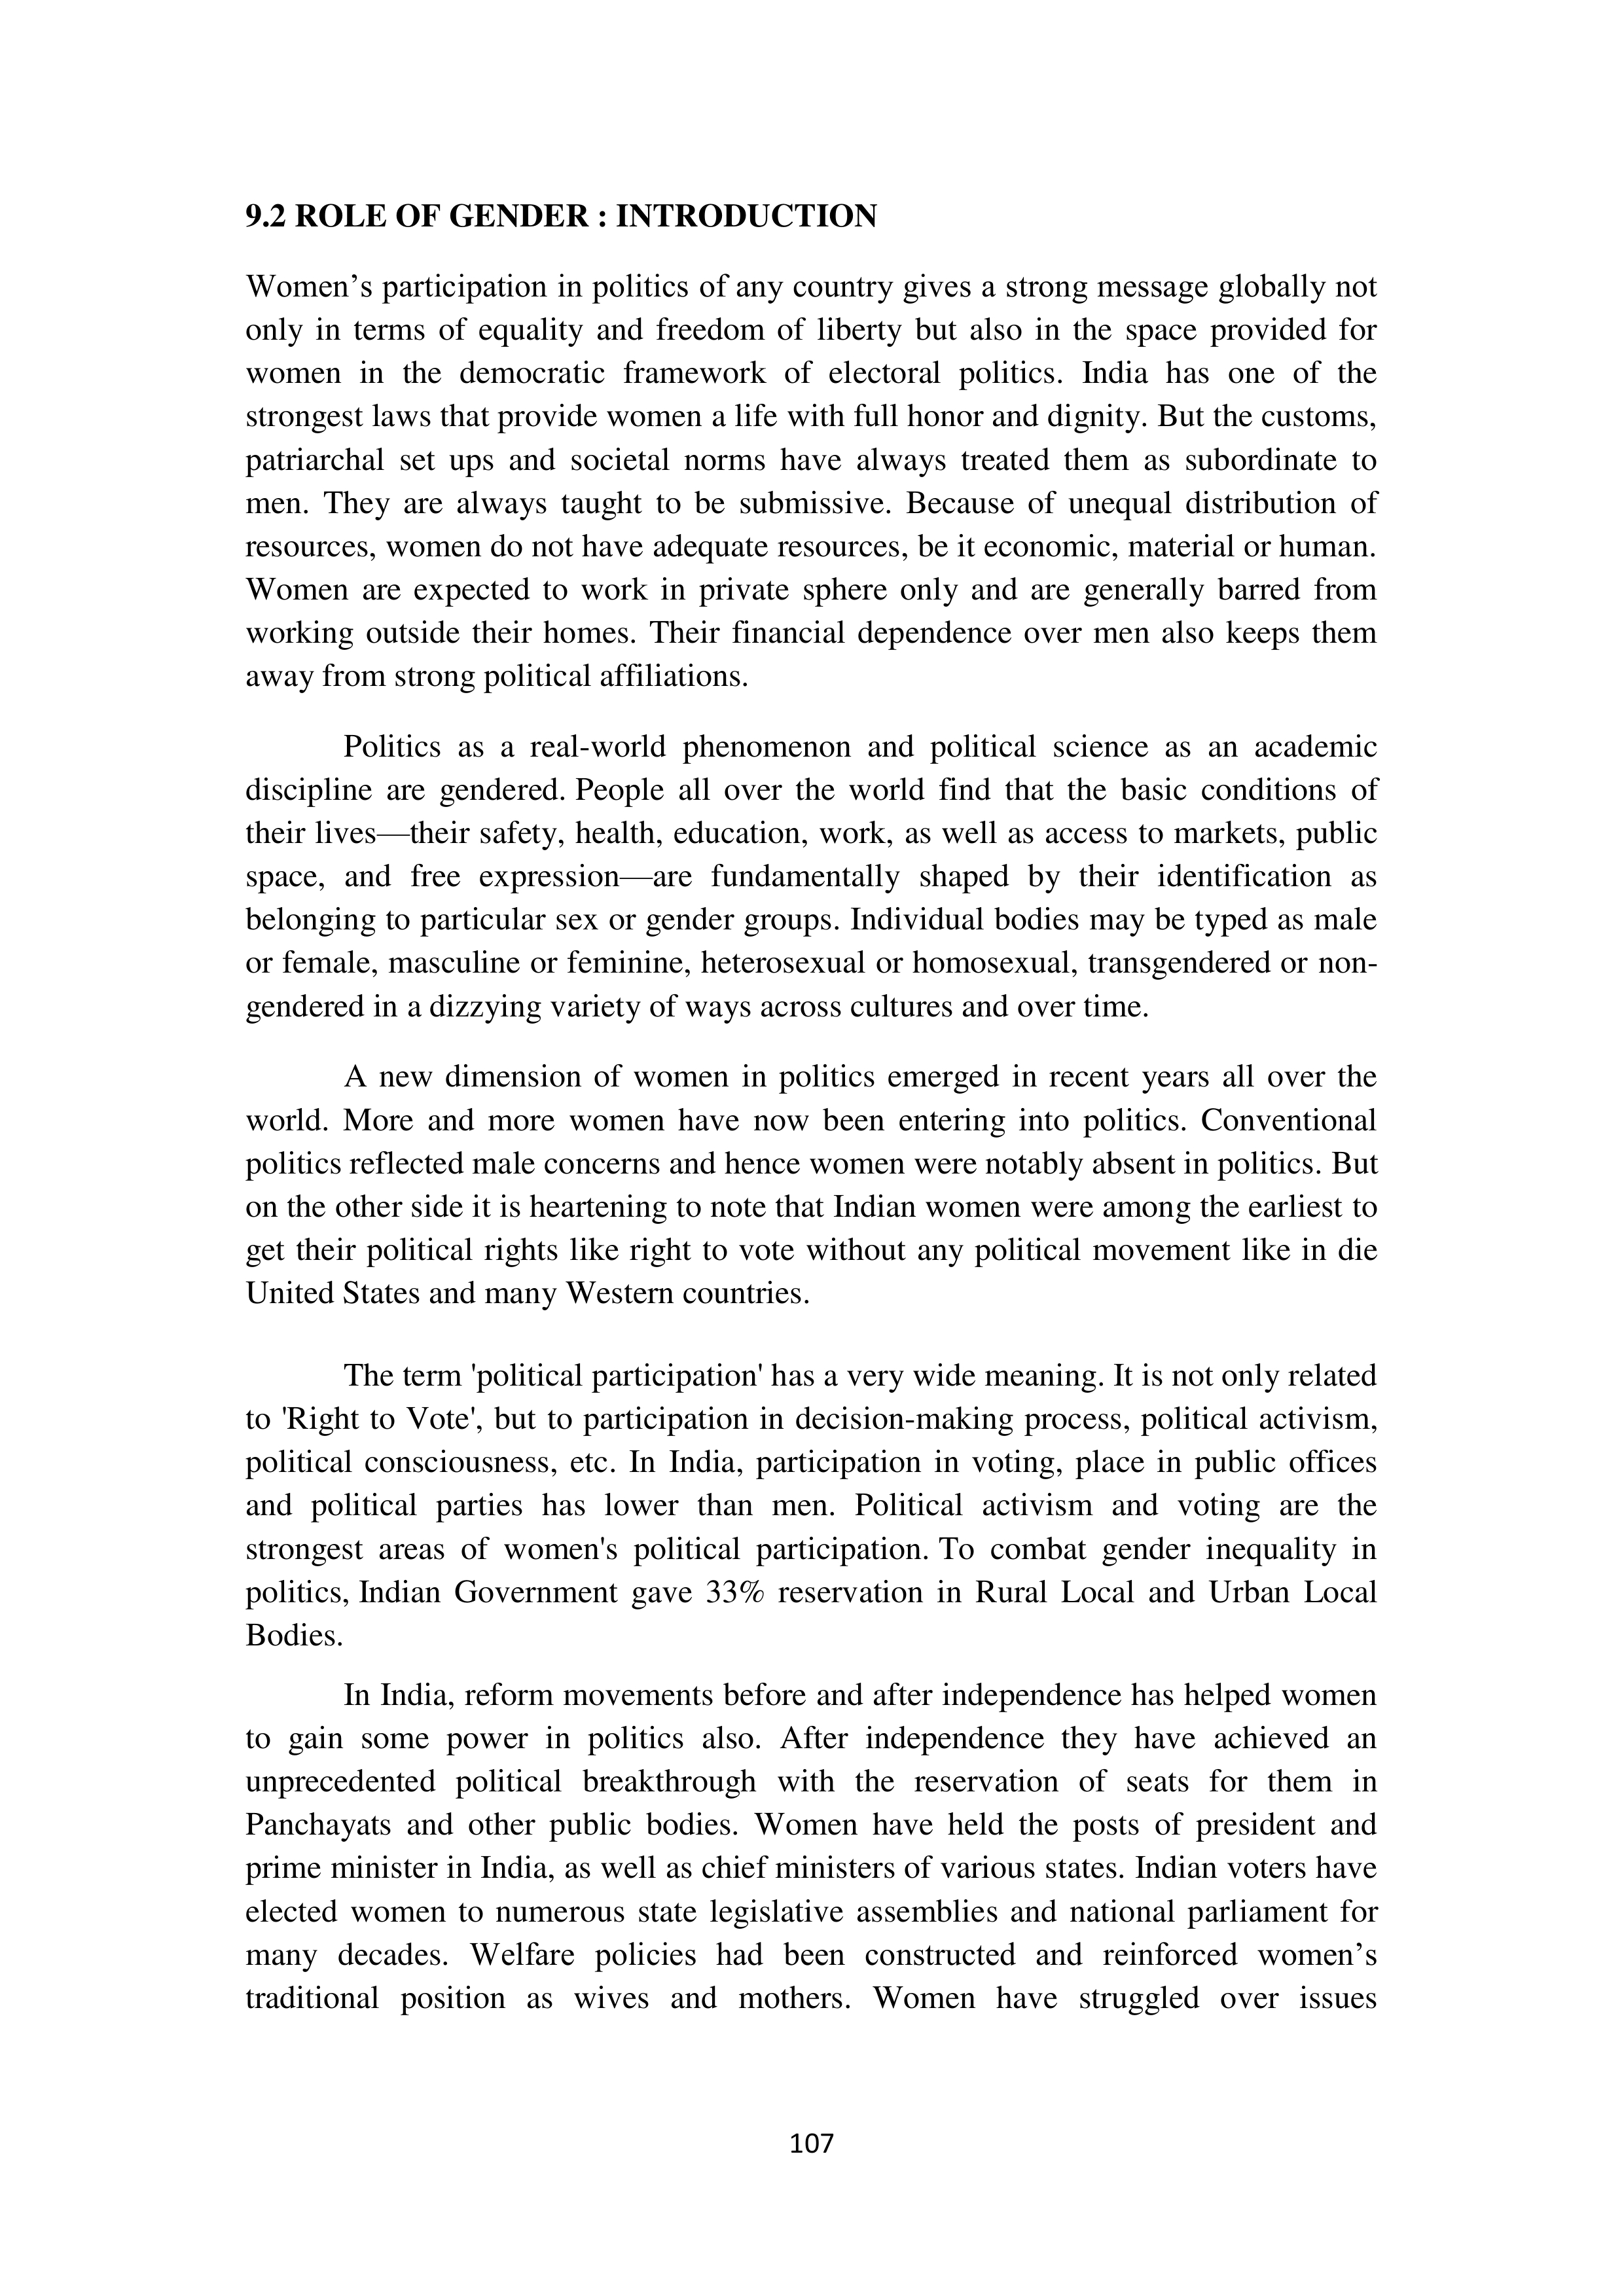 9.2 ROLE OF GENDER : INTRODUCTION
Women’s participation in politics of any country gives a strong message globally not
only in terms of equality and freedom of liberty but also in the space provided for
women in the democratic framework of electoral politics. India has one of the
strongest laws that provide women a life with full honor and dignity. But the customs,
patriarchal set ups and societal norms have always treated them as subordinate to
men. They are always taught to be submissive. Because of unequal distribution of
resources, women do not have adequate resources, be it economic, material or human.
Women are expected to work in private sphere only and are generally barred from
working outside their homes. Their financial dependence over men also keeps them
away from strong political affiliations.
Politics as a real-world phenomenon and political science as an academic
discipline are gendered. People all over the world find that the basic conditions of
their lives—their safety, health, education, work, as well as access to markets, public
space, and free expression—are fundamentally shaped by their identification as
belonging to particular sex or gender groups. Individual bodies may be typed as male
or female, masculine or feminine, heterosexual or homosexual, transgendered or non-
gendered in a dizzying variety of ways across cultures and over time.
A new dimension of women in politics emerged in recent years all over the
world. More and more women have now been entering into politics. Conventional
politics reflected male concerns and hence women were notably absent in politics. But
on the other side it is heartening to note that Indian women were among the earliest to
get their political rights like right to vote without any political movement like in die
United States and many Western countries.
The term 'political participation' has a very wide meaning. It is not only related
to 'Right to Vote', but to participation in decision-making process, political activism,
political consciousness, etc. In India, participation in voting, place in public offices
and political parties has lower than men. Political activism and voting are the
strongest areas of women's political participation. To combat gender inequality in
politics, Indian Government gave 33% reservation in Rural Local and Urban Local
Bodies.
In India, reform movements before and after independence has helped women
to gain some power in politics also. After independence they have achieved an
unprecedented political breakthrough with the reservation of seats for them in
Panchayats and other public bodies. Women have held the posts of president and
prime minister in India, as well as chief ministers of various states. Indian voters have
elected women to numerous state legislative assemblies and national parliament for
many decades. Welfare policies had been constructed and reinforced women’s
traditional position as wives and mothers. Women have struggled over issues
107